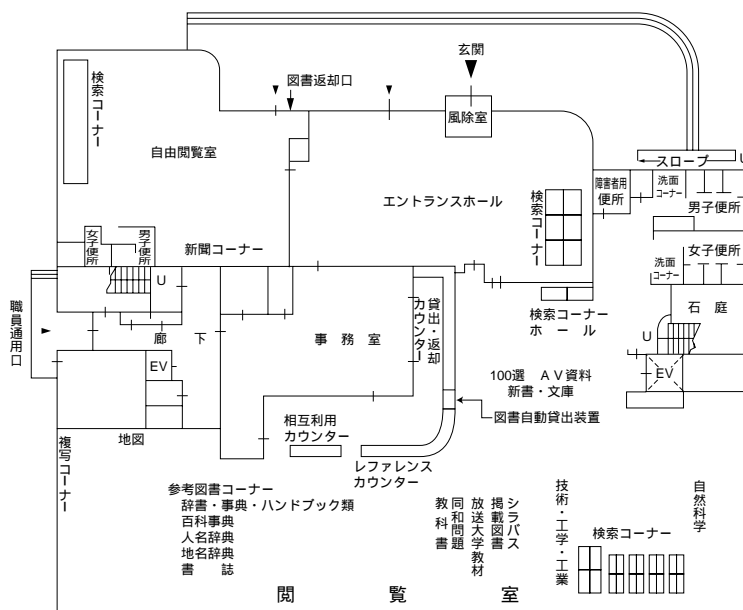 玄関
図書返却口
風除室
検索コーナー
自由閲覧室
エントランスホール
検索コーナー
障害者用
便所
スロープ
U
洗面
コーナー
男子便所
女子便所
洗面
コーナー
石庭
U
EV
女子便所
男子便所
新聞コーナー
U
職員通用口
廊下
EV
事務室
貸出・返却
カウンター
検索コーナー
ホール
100選 AV資料
新書・文庫
図書自動貸出装置
地図
複写コーナー
相互利用
カウンター
レファレンス
カウンター
参考図書コーナー
辞書・事典・ハンドブック類
百科事典
人名辞典
地名辞典
書誌
シラバス
掲載図書
放送大学教材
同和問題
教科書
技術・工学・工業
検索コーナー
自然科学
閲覧室